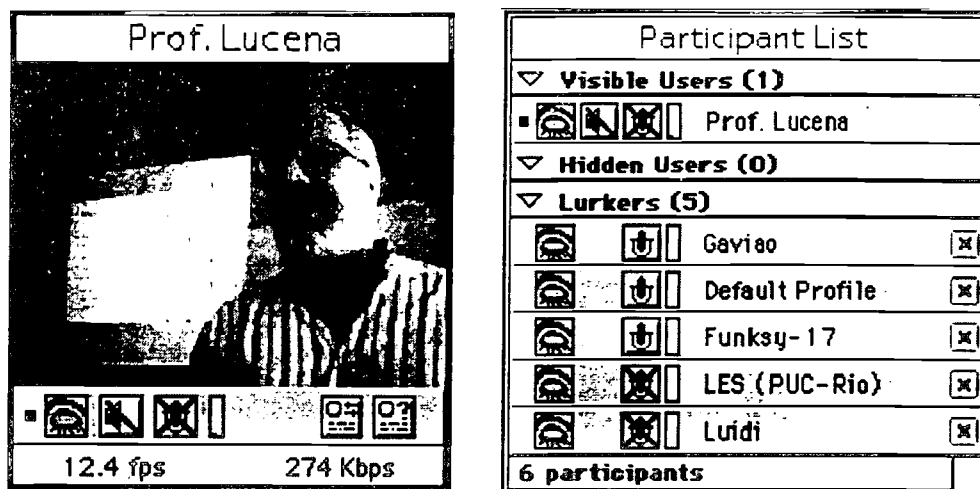 Prof. Lucena
12.4 fps
274 Kbps
Participant List
Visible Users (1)
Prof. Lucena
Hidden Users (0)
Lurkers (5)
Gaviao
Default Profile
Funksy-17
LES (PUC-Rio)
Luidi
6 participants